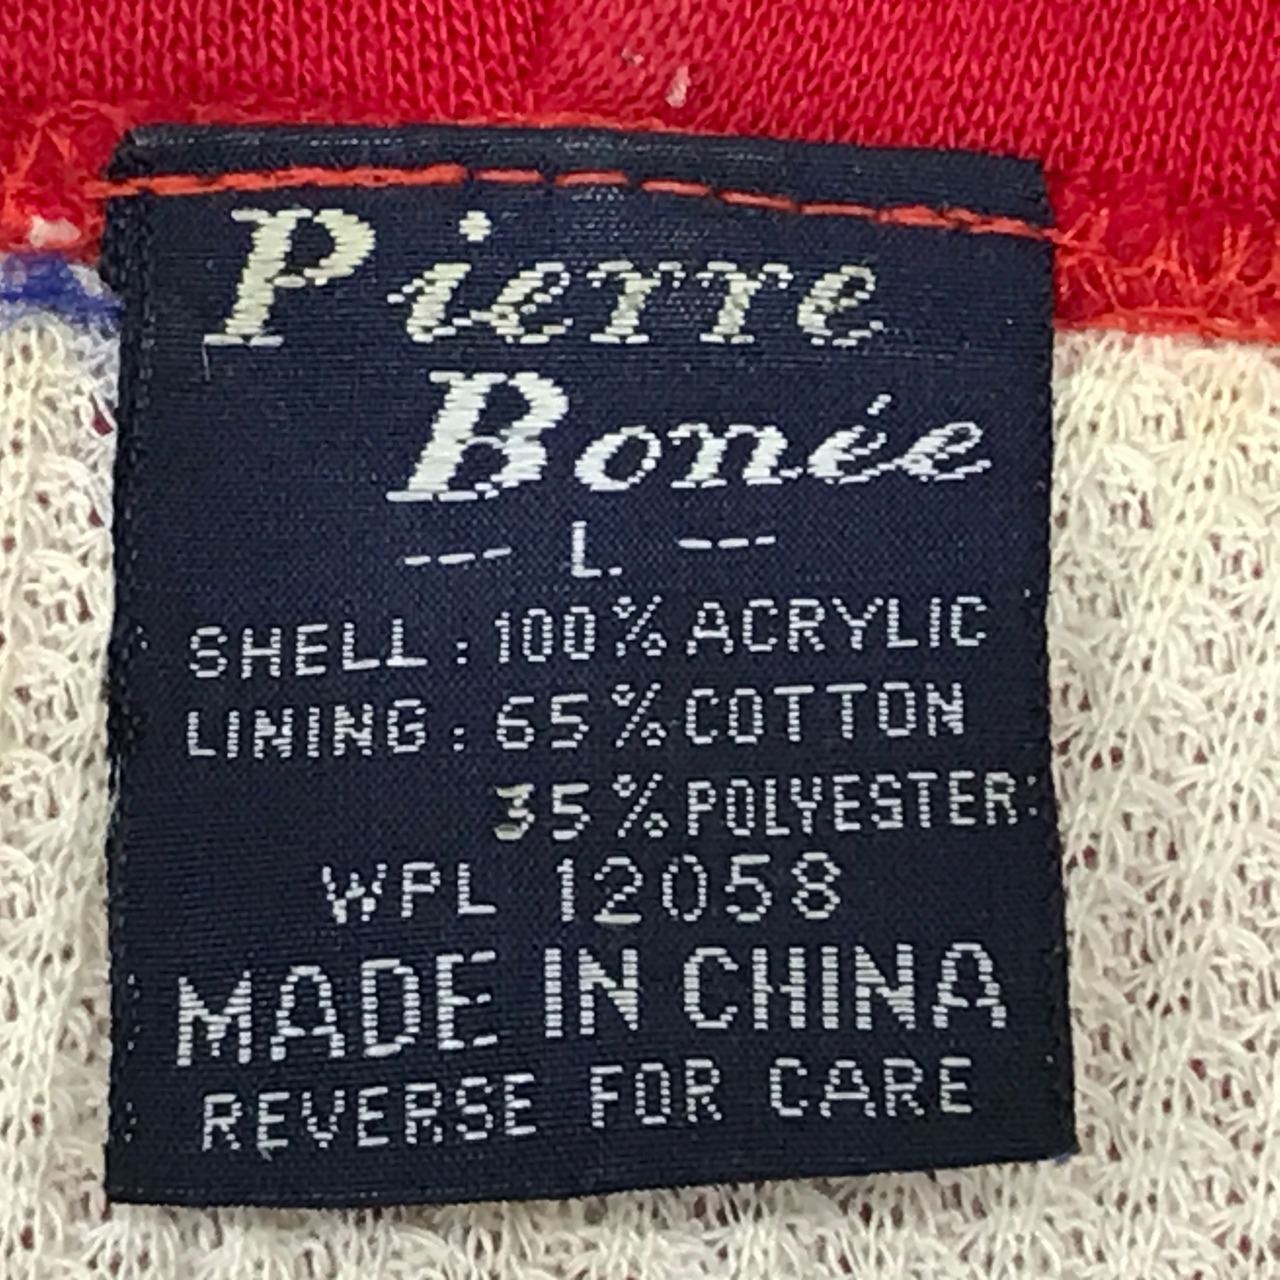 Pierre
Bonée
--- L. ---
SHELL : 100% ACRYLIC
LINING : 65% COTTON
35% POLYESTER:
WPL 12058
MADE IN CHINA
REVERSE FOR CARE